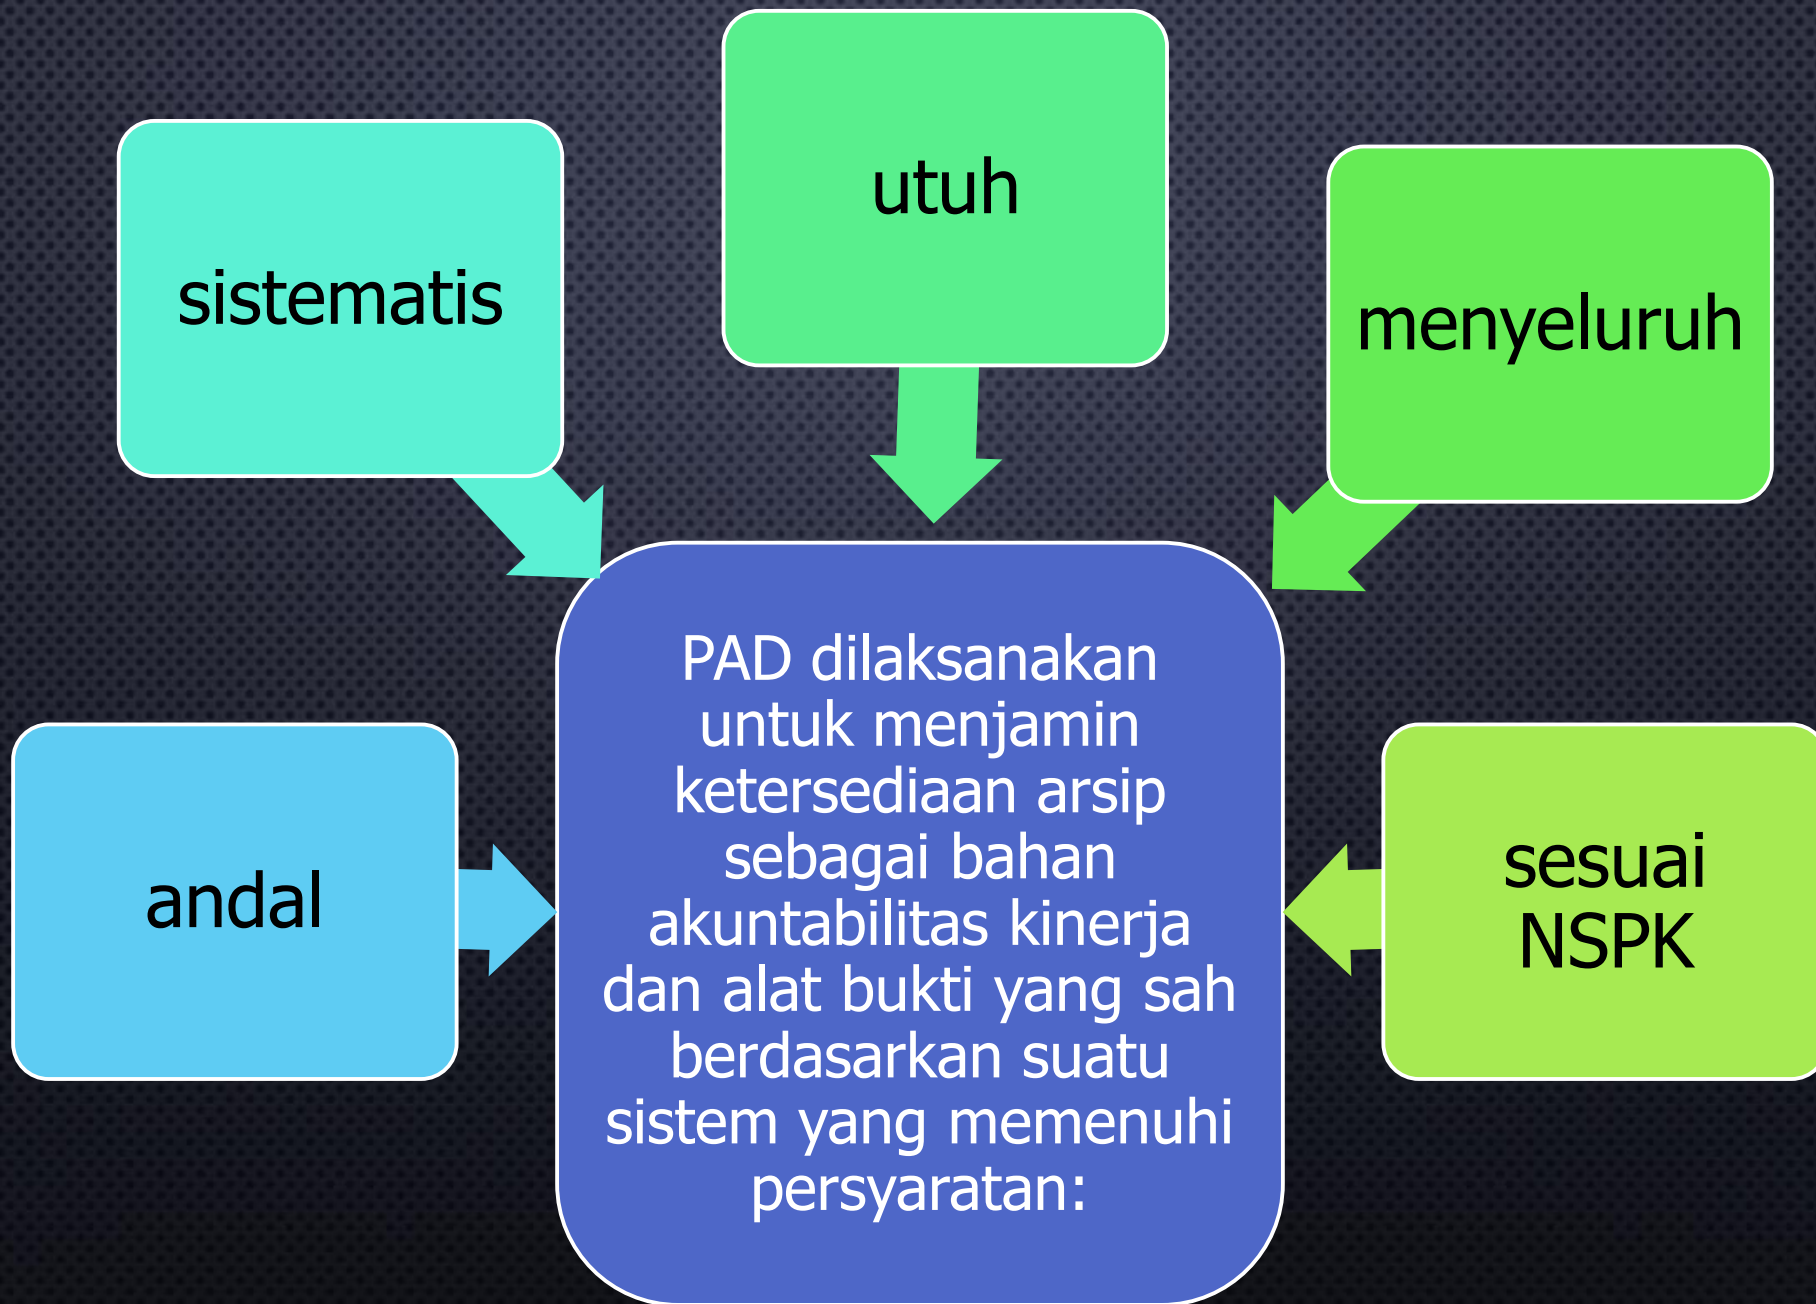 utuh
sistematis
menyeluruh
PAD dilaksanakan
untuk menjamin
ketersediaan arsip
sebagai bahan
akuntabilitas kinerja
dan alat bukti yang sah
berdasarkan suatu
sistem yang memenuhi
persyaratan:
andal
sesuai
NSPK